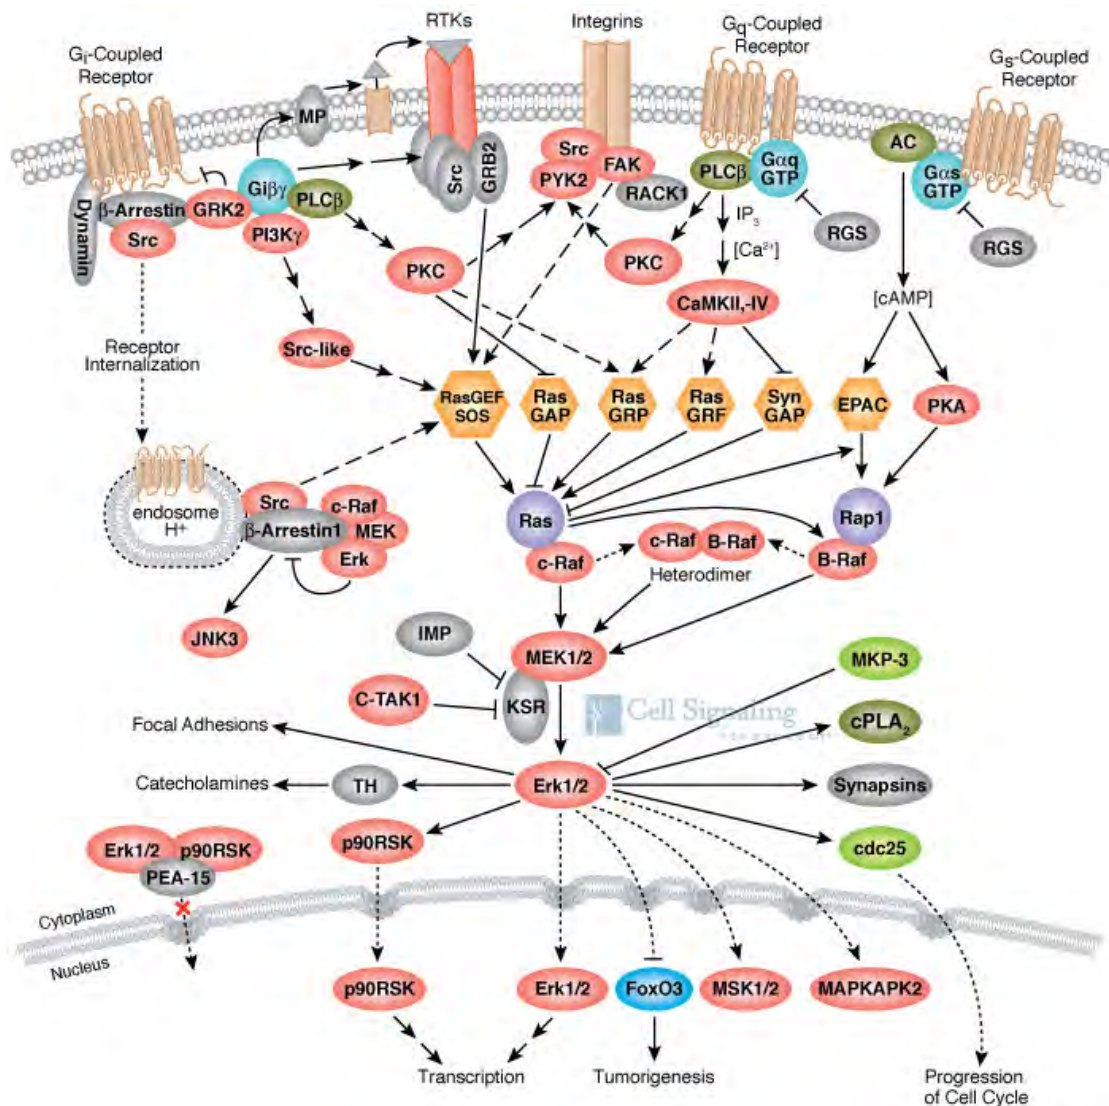 RTKs
Integrins
Gq-Coupled
Receptor
Gi-Coupled
Receptor
Gs-Coupled
Receptor
MP
AC
Src
GRB2
Src
FAK
PYK2
RACK1
PLCβ
Gαq
GTP
Gαs
GTP
Dynamin
β-Arrestin
GRK2
Giβγ
PLCβ
Src
PI3Kγ
IP3
RGS
RGS
[Ca2+]
PKC
PKC
CaMKII,-IV
[cAMP]
Receptor
Internalization
Src-like
RasGEF
SOS
Ras
GAP
Ras
GRP
Ras
GRF
Syn
GAP
EPAC
PKA
endosome
H+
Src
c-Raf
β-Arrestin1
MEK
Erk
Ras
Rap1
c-Raf
c-Raf
B-Raf
B-Raf
Heterodimer
JNK3
IMP
MEK1/2
MKP-3
C-TAK1
KSR
Cell Signaling
Focal Adhesions
cPLA2
Catecholamines
TH
Erk1/2
Synapsins
p90RSK
cdc25
Erk1/2
p90RSK
PEA-15
Cytoplasm
Nucleus
p90RSK
Erk1/2
FoxO3
MSK1/2
MAPKAPK2
Transcription
Tumorigenesis
Progression
of Cell Cycle